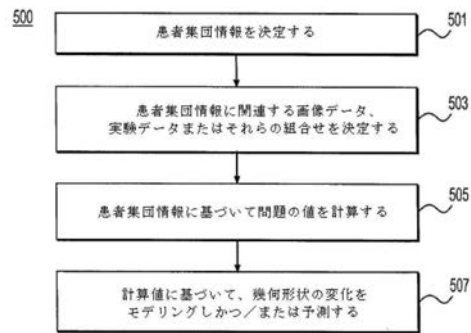 500
患者集団情報を決定する
501
患者集団情報に関連する画像データ、
実験データまたはそれらの組合せを決定する
503
患者集団情報に基づいて問題の値を計算する
505
計算値に基づいて、幾何形状の変化を
モデリングしかつ／または予測する
507